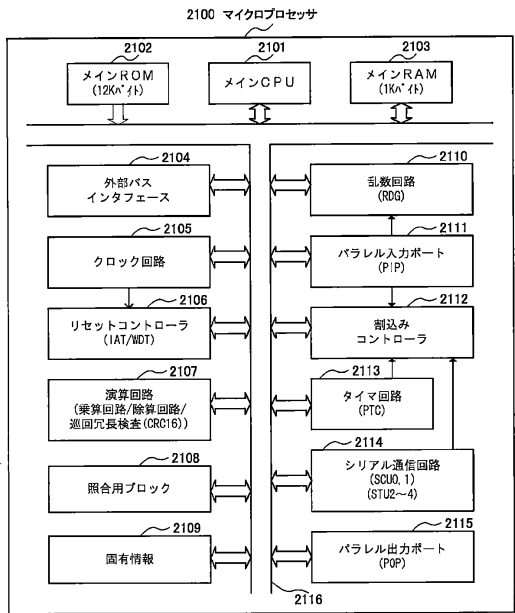 2100 マイクロプロセッサ
2102
メインROM
(12Kバイト)
2101
メインCPU
2103
メインRAM
(1Kバイト)
2104
外部バス
インタフェース
2105
クロック回路
2106
リセットコントローラ
(IAT/WDT)
2107
演算回路
(乗算回路/除算回路/
巡回冗長検査(CRC16))
2108
照合用ブロック
2109
固有情報
2110
乱数回路
(RDG)
2111
パラレル入力ポート
(PIP)
2112
割込み
コントローラ
2113
タイマ回路
(PTC)
2114
シリアル通信回路
(SCU0,1)
(STU2～4)
2115
パラレル出力ポート
(POP)
2116